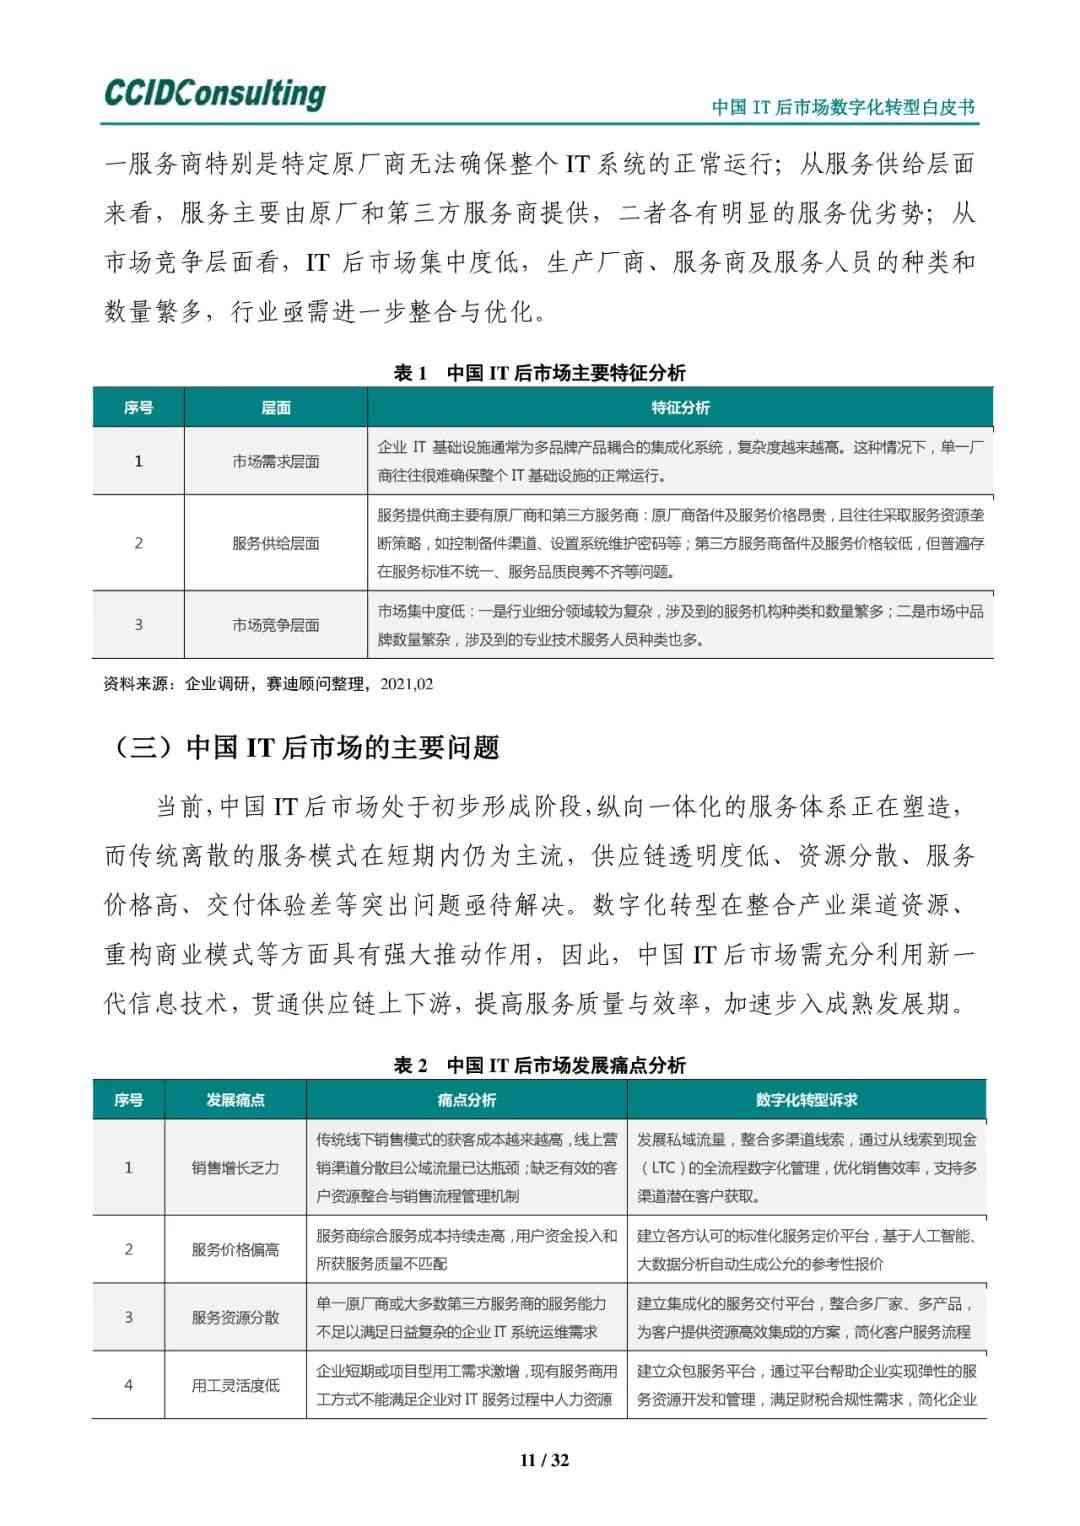 CCIDConsulting
中国 IT 后市场数字化转型白皮书
一服务商特别是特定原厂商无法确保整个 IT 系统的正常运行；从服务供给层面
来看，服务主要由原厂和第三方服务商提供，二者各有明显的服务优劣势；从
市场竞争层面看，IT 后市场集中度低，生产厂商、服务商及服务人员的种类和
数量繁多，行业亟需进一步整合与优化。
表 1 中国 IT 后市场主要特征分析
序号 层面 特征分析
1 市场需求层面 企业 IT 基础设施通常为多品牌产品耦合的集成化系统，复杂度越来越高。这种情况下，单一厂
商往往很难确保整个 IT 基础设施的正常运行。
2 服务供给层面 服务提供商主要有原厂商和第三方服务商：原厂商备件及服务价格昂贵，且往往采取服务资源垄
断策略，如控制备件渠道、设置系统维护密码等；第三方服务商备件及服务价格较低，但普遍存
在服务标准不统一、服务品质良莠不齐等问题。
3 市场竞争层面 市场集中度低：一是行业细分领域较为复杂，涉及到的服务机构种类和数量繁多；二是市场中品
牌数量繁杂，涉及到的专业技术服务人员种类也多。
资料来源：企业调研，赛迪顾问整理，2021,02
（三）中国 IT 后市场的主要问题
当前，中国 IT 后市场处于初步形成阶段，纵向一体化的服务体系正在塑造，
而传统离散的服务模式在短期内仍为主流，供应链透明度低、资源分散、服务
价格高、交付体验差等突出问题亟待解决。数字化转型在整合产业渠道资源、
重构商业模式等方面具有强大推动作用，因此，中国 IT 后市场需充分利用新一
代信息技术，贯通供应链上下游，提高服务质量与效率，加速步入成熟发展期。
表 2 中国 IT 后市场发展痛点分析
序号 发展痛点 痛点分析 数字化转型诉求
1 销售增长乏力 传统线下销售模式的获客成本越来越高，线上营
销渠道分散且公域流量已达瓶颈；缺乏有效的客
户资源整合与销售流程管理机制
发展私域流量，整合多渠道线索，通过从线索到现金
（LTC）的全流程数字化管理，优化销售效率，支持多
渠道潜在客户获取。
2 服务价格偏高 服务商综合服务成本持续走高，用户资金投入和
所获服务质量不匹配
建立各方认可的标准化服务定价平台，基于人工智能、
大数据分析自动生成公允的参考性报价
3 服务资源分散 单一原厂商或大多数第三方服务商的服务能力
不足以满足日益复杂的企业 IT 系统运维需求
建立集成化的服务交付平台，整合多厂家、多产品，
为客户提供资源高效集成的方案，简化客户服务流程
4 用工灵活度低 企业短期或项目型用工需求激增，现有服务商用
工方式不能满足企业对 IT 服务过程中人力资源
建立众包服务平台，通过平台帮助企业实现弹性的服
务资源开发和管理，满足财税合规性需求，简化企业
11 / 32